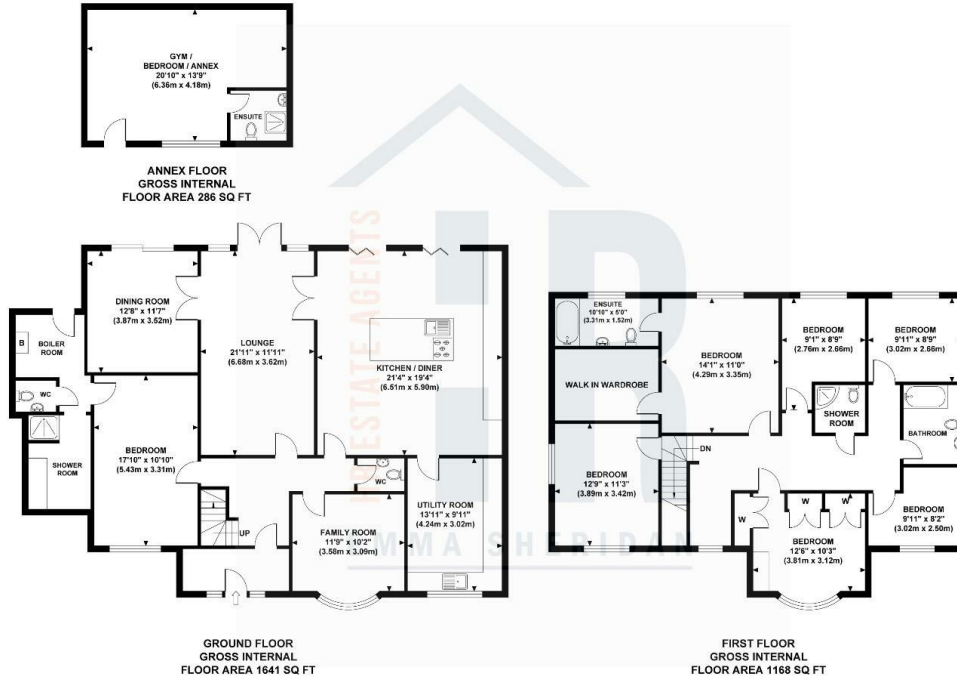 GYM /
BEDROOM / ANNEX
20'10" x 13'9"
(6.36m x 4.18m)
ENSUITE
ANNEX FLOOR
GROSS INTERNAL
FLOOR AREA 286 SQ FT
DINING ROOM
12'8" x 11'7"
(3.87m x 3.52m)
B
BOILER
ROOM
WC
SHOWER
ROOM
BEDROOM
17'10" x 10'10"
(5.43m x 3.31m)
LOUNGE
21'11" x 11'11"
(6.68m x 3.62m)
KITCHEN / DINER
21'4" x 19'4"
(6.51m x 5.90m)
WC
UP
FAMILY ROOM
11'9" x 10'2"
(3.58m x 3.09m)
UTILITY ROOM
13'11" x 9'11"
(4.24m x 3.02m)
GROUND FLOOR
GROSS INTERNAL
FLOOR AREA 1641 SQ FT
ENSUITE
10'10" x 5'0"
(3.31m x 1.52m)
WALK IN WARDROBE
BEDROOM
14'1" x 11'0"
(4.29m x 3.35m)
BEDROOM
9'1" x 8'9"
(2.76m x 2.66m)
BEDROOM
9'11" x 8'9"
(3.02m x 2.66m)
SHOWER
ROOM
BATHROOM
BEDROOM
12'9" x 11'3"
(3.89m x 3.42m)
DN
W
W
W
BEDROOM
12'6" x 10'3"
(3.81m x 3.12m)
BEDROOM
9'11" x 8'2"
(3.02m x 2.50m)
FIRST FLOOR
GROSS INTERNAL
FLOOR AREA 1168 SQ FT
HR
ESTATE AGENTS
MMA SHERIDAN